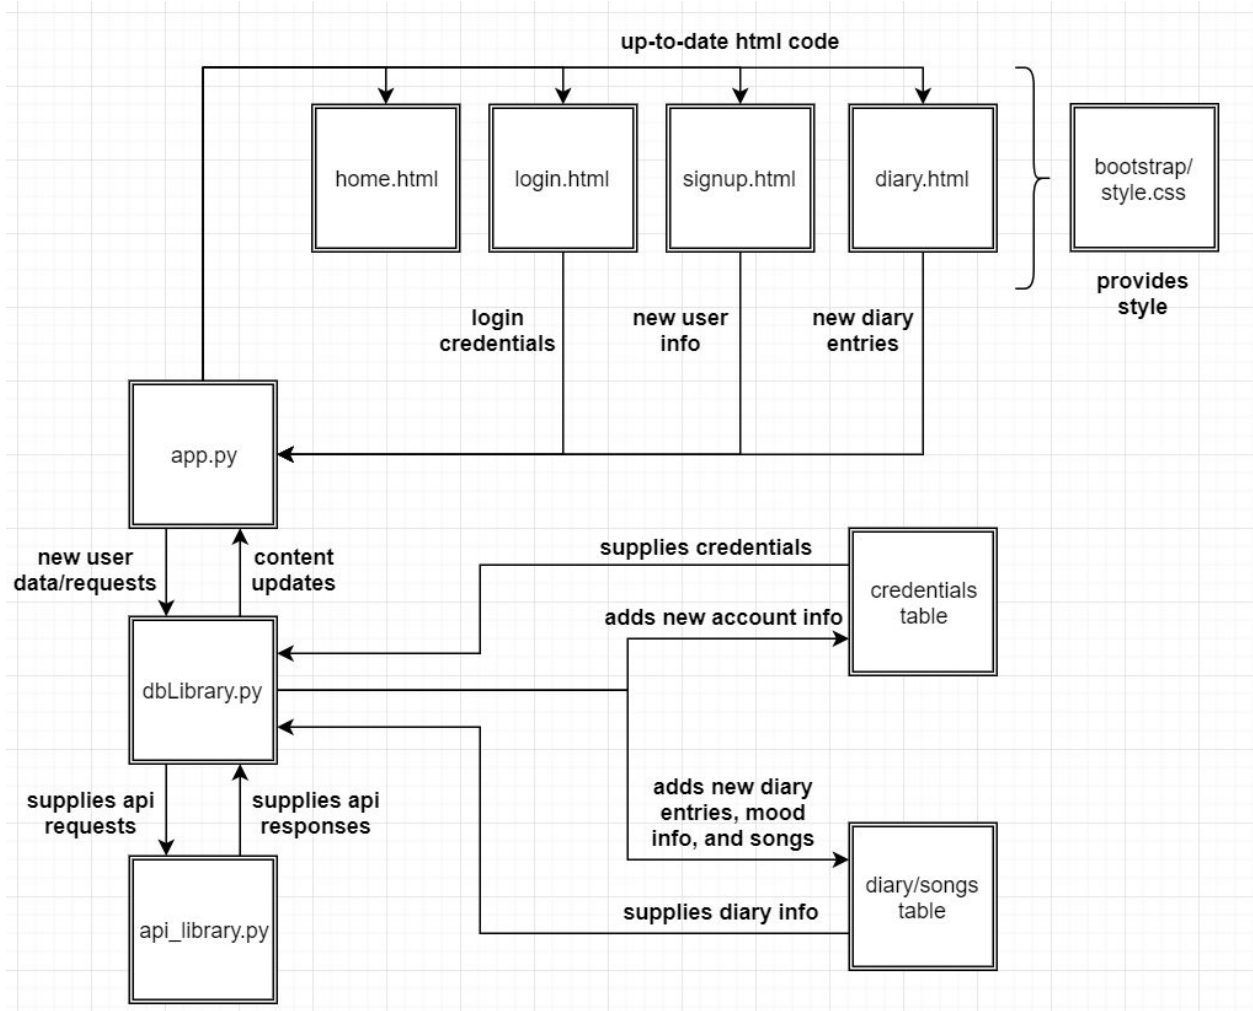 up-to-date html code
home.html
login.html
signup.html
diary.html
bootstrap/
style.css
provides
style
login
credentials
new user
info
new diary
entries
app.py
new user
data/requests
content
updates
supplies credentials
credentials
table
adds new account info
dbLibrary.py
supplies api
requests
supplies api
responses
adds new diary
entries, mood
info, and songs
diary/songs
table
supplies diary info
api_library.py